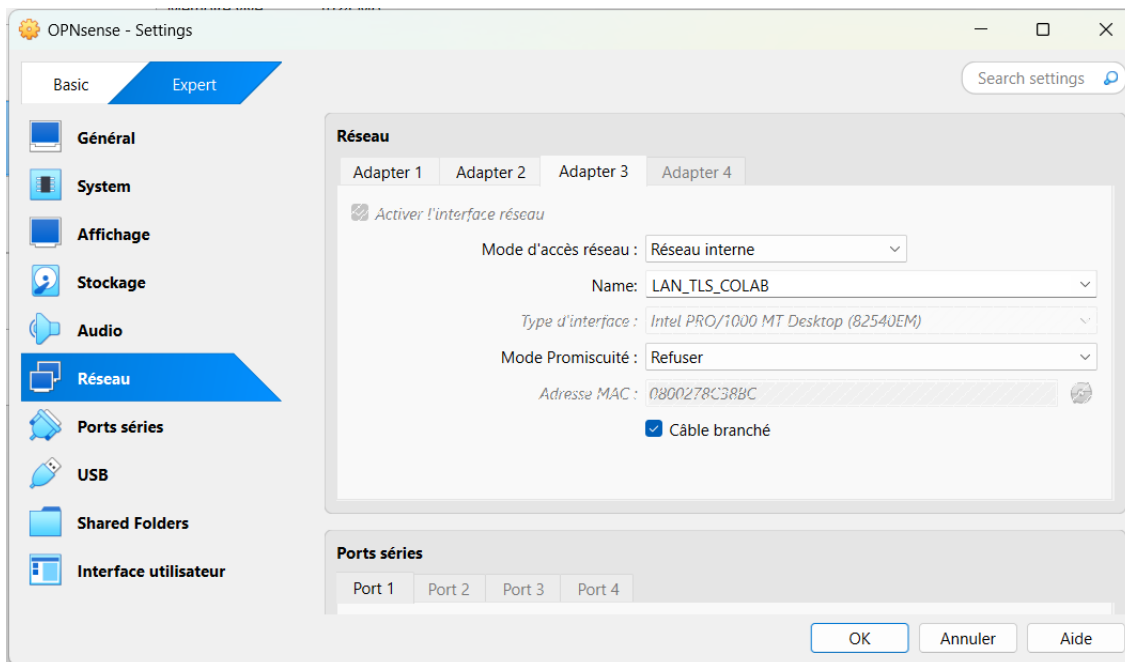 OPNsense - Settings
Basic
Expert
Search settings
Général
System
Affichage
Stockage
Audio
Réseau
Ports séries
USB
Shared Folders
Interface utilisateur
Réseau
Adapter 1
Adapter 2
Adapter 3
Adapter 4
Activer l'interface réseau
Mode d'accès réseau : Réseau interne
Name: LAN_TLS_COLAB
Type d'interface : Intel PRO/1000 MT Desktop (82540EM)
Mode Promiscuité : Refuser
Adresse MAC : 0800278C38BC
Câble branché
Ports séries
Port 1
Port 2
Port 3
Port 4
OK
Annuler
Aide